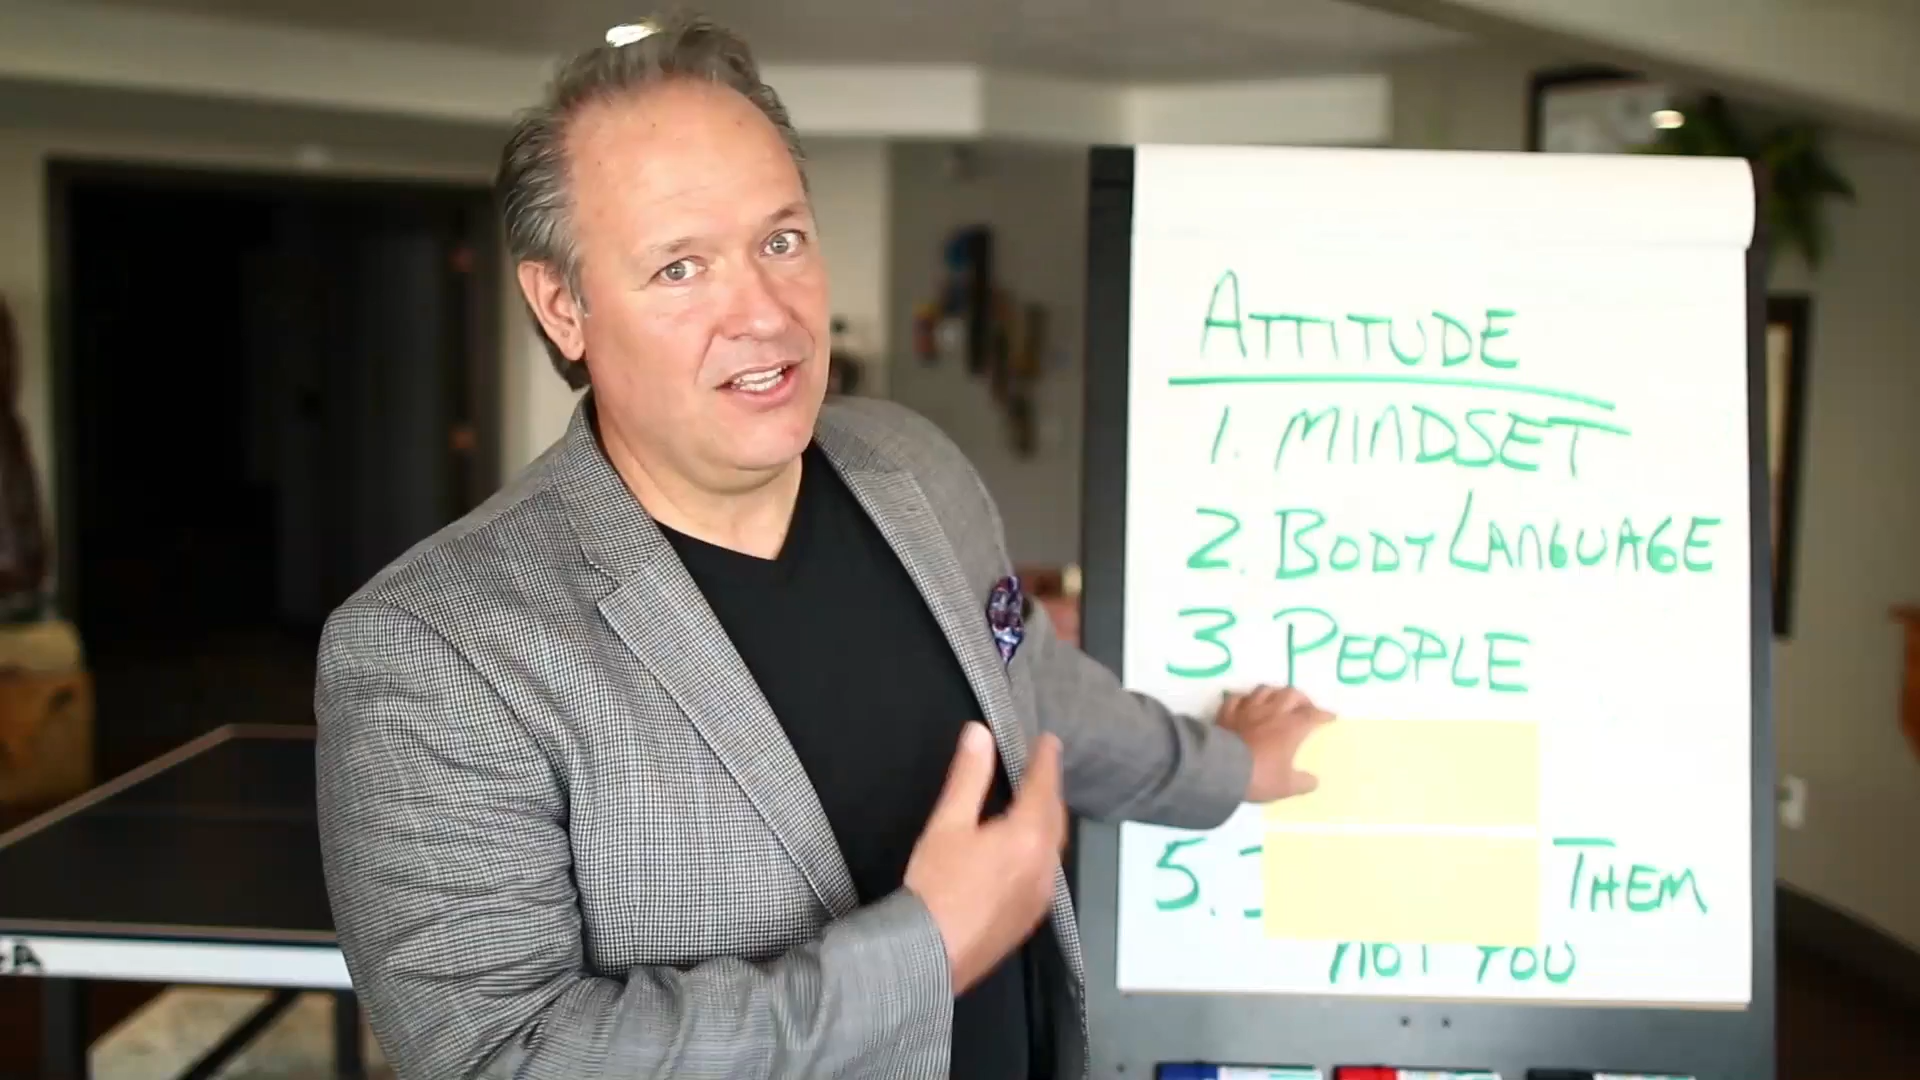 ATTITUDE
1. MINDSET
2. BODY LANGUAGE
3 PEOPLE
5. THEM
NOT YOU